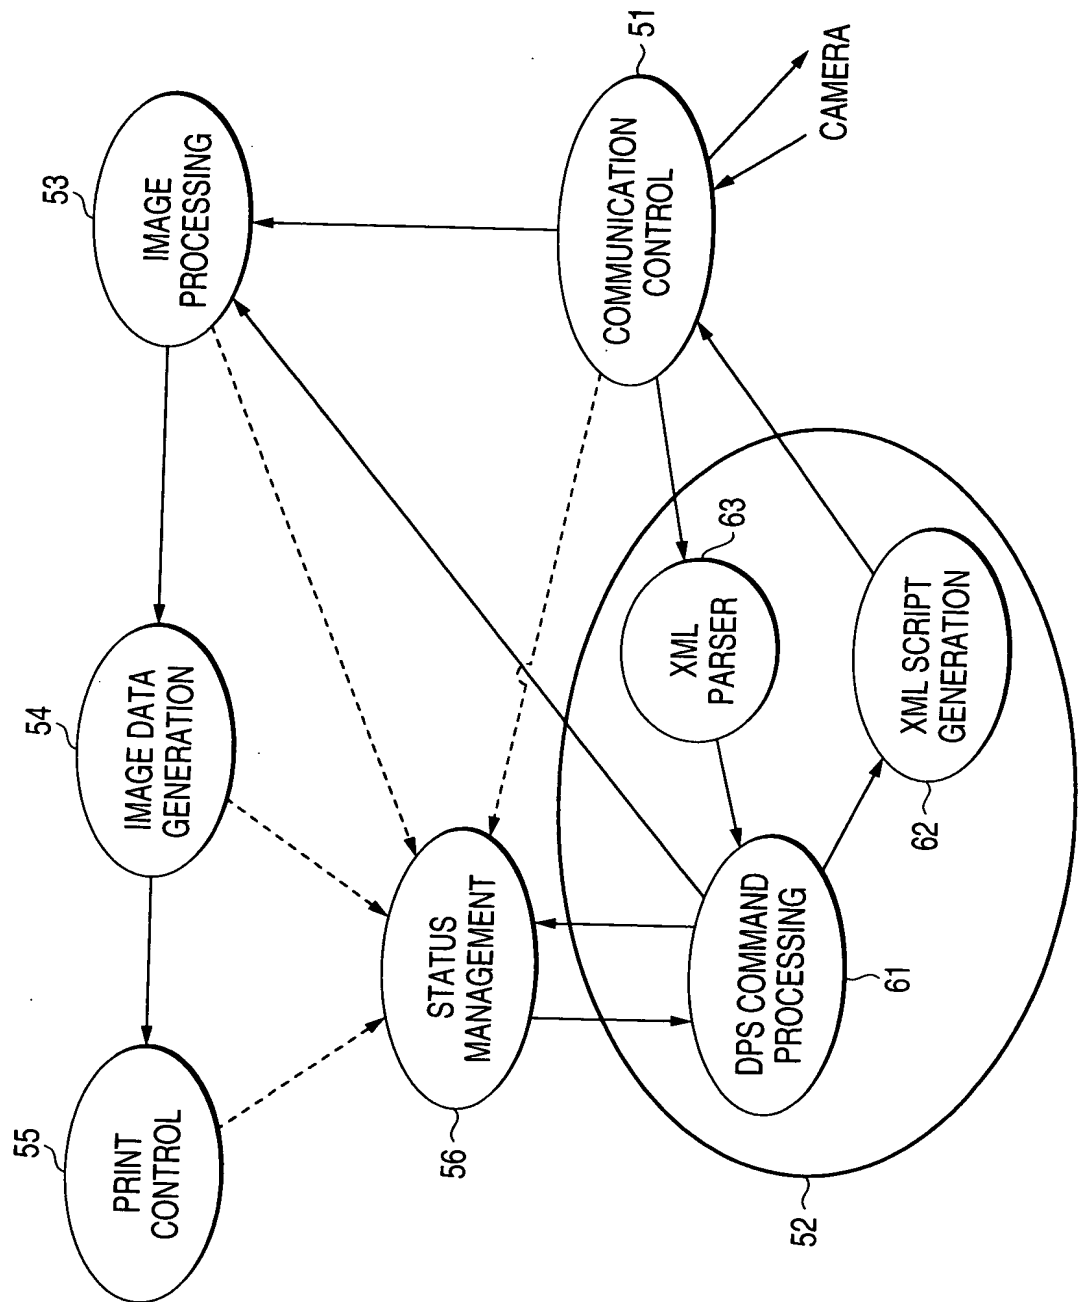 55
PRINT
CONTROL
54
IMAGE DATA
GENERATION
53
IMAGE
PROCESSING
56
STATUS
MANAGEMENT
51
COMMUNICATION
CONTROL
CAMERA
52
61
DPS COMMAND
PROCESSING
63
XML
PARSER
62
XML SCRIPT
GENERATION